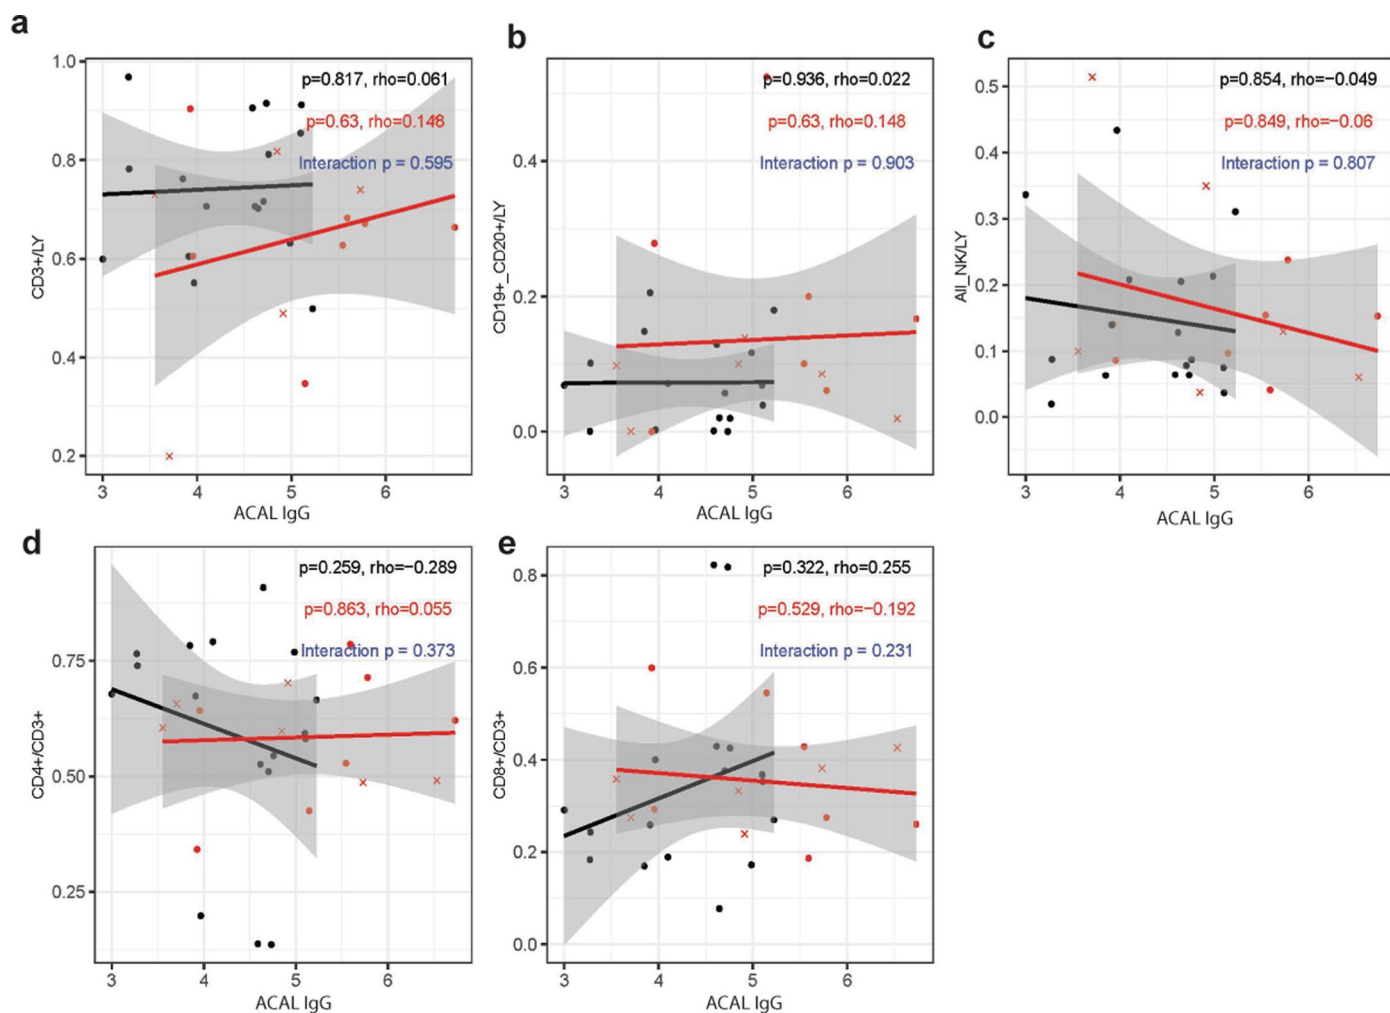 a
p=0.817, rho=0.061
p=0.63, rho=0.148
Interaction p = 0.595
CD3+/LY
1.0
0.8
0.6
0.4
0.2
3 4 5 6
ACAL IgG
b
p=0.936, rho=0.022
p=0.63, rho=0.148
Interaction p = 0.903
CD19+_CD20+/LY
0.4
0.2
0.0
3 4 5 6
ACAL IgG
c
p=0.854, rho=−0.049
p=0.849, rho=−0.06
Interaction p = 0.807
All_NK/LY
0.5
0.4
0.3
0.2
0.1
0.0
3 4 5 6
ACAL IgG
d
p=0.259, rho=−0.289
p=0.863, rho=0.055
Interaction p = 0.373
CD4+/CD3+
0.75
0.50
0.25
3 4 5 6
ACAL IgG
e
p=0.322, rho=0.255
p=0.529, rho=−0.192
Interaction p = 0.231
CD8+/CD3+
0.8
0.6
0.4
0.2
0.0
3 4 5 6
ACAL IgG